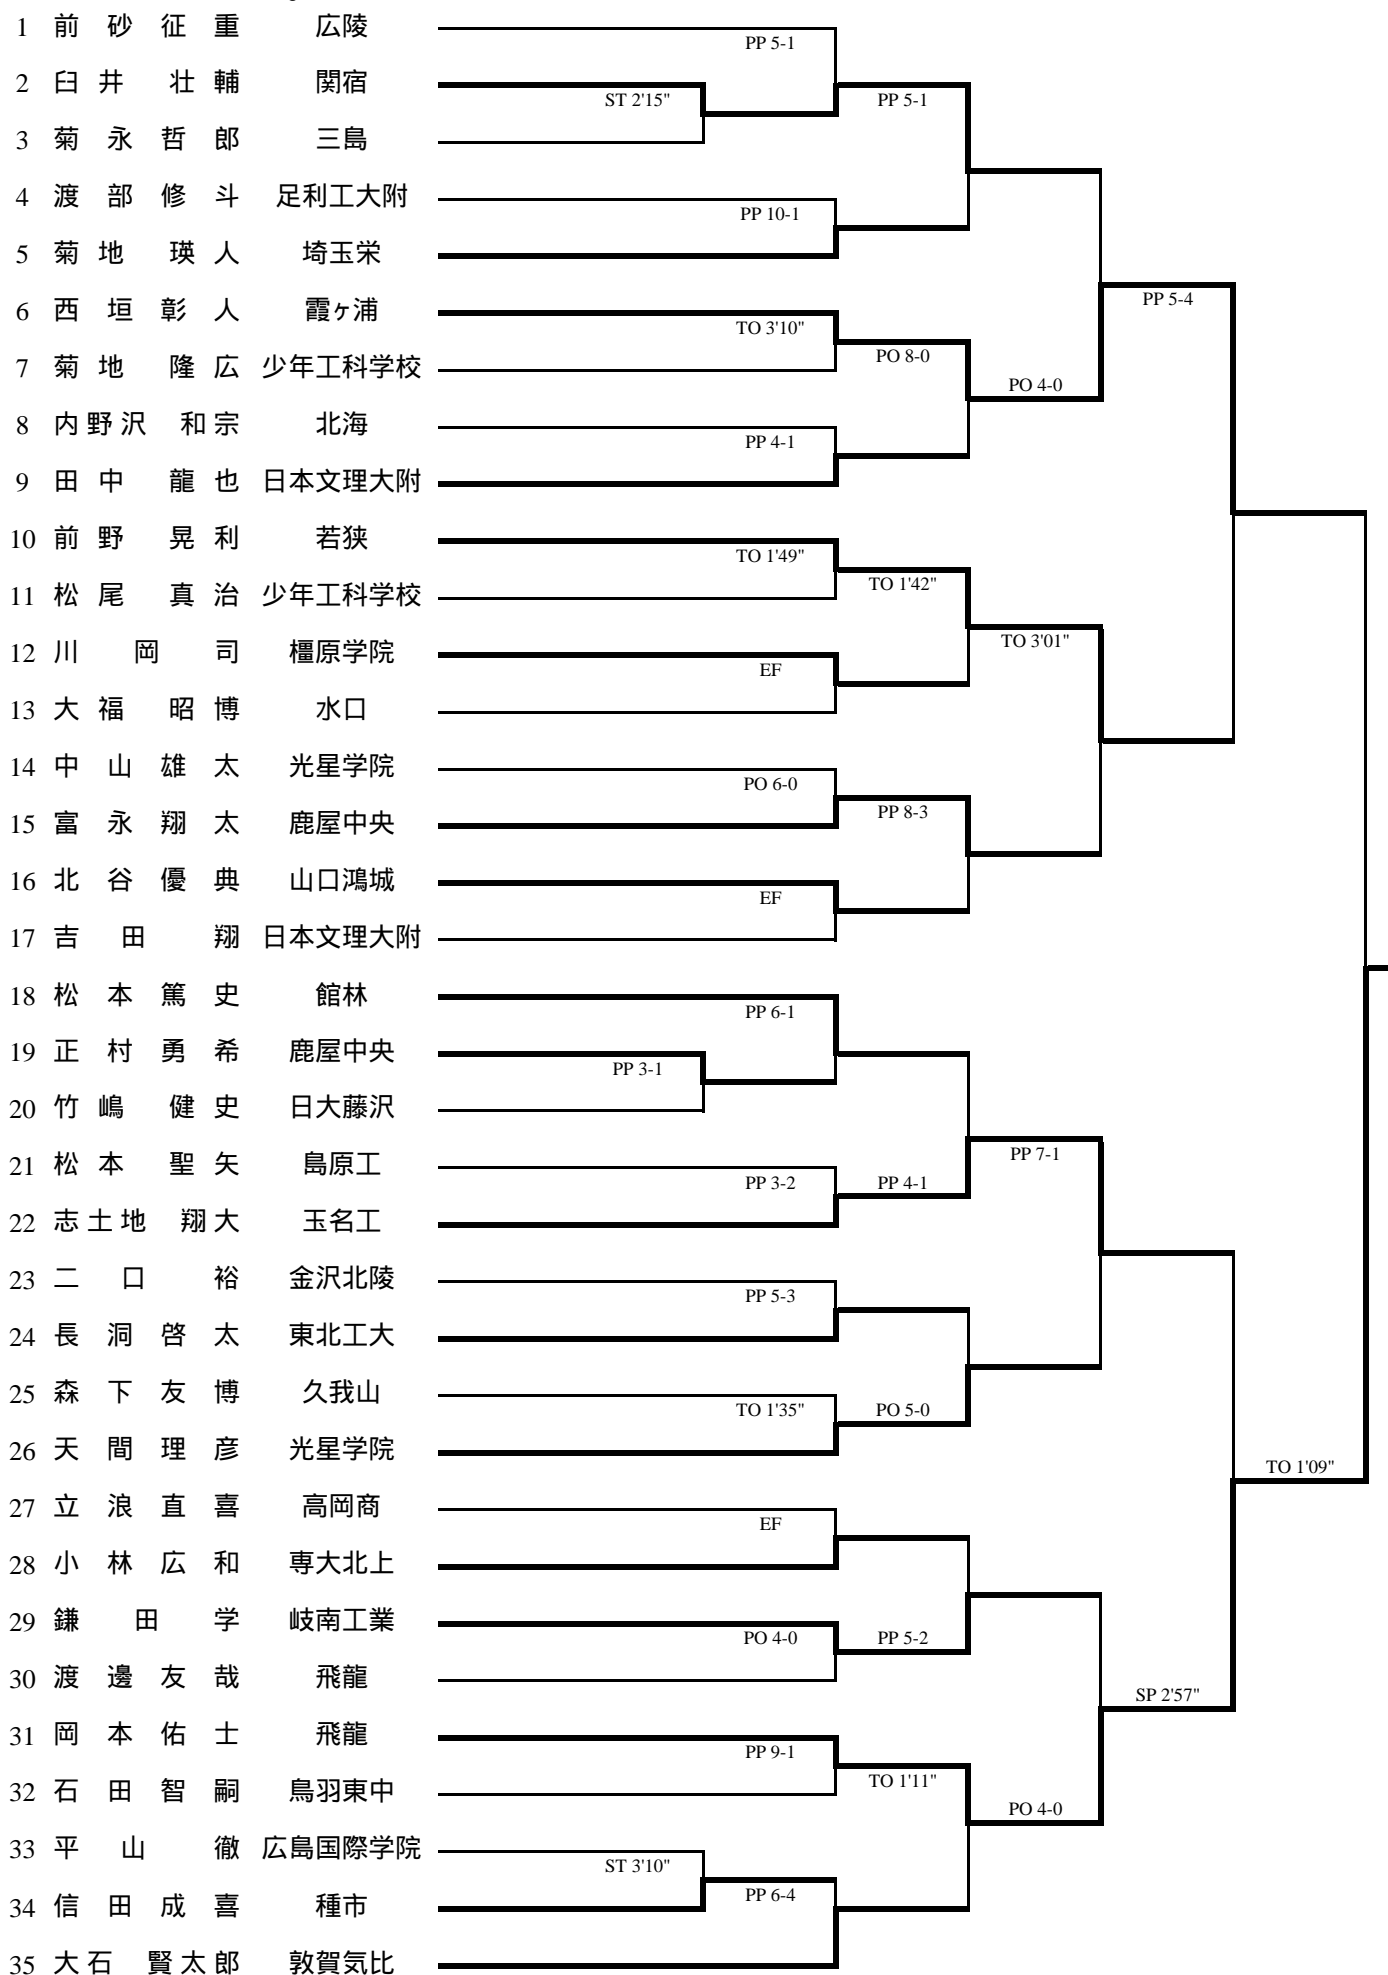 1 前砂征重 広陵
PP 5-1
2 臼井 壮輔 関宿
ST 2'15"
PP 5-1
3 菊永哲郎 三島
4 渡部修斗 足利工大附
PP 10-1
5 菊地 瑛人 埼玉栄
PP 5-4
6 西垣彰人 霞ヶ浦
TO 3'10"
PO 8-0
7 菊地 隆広 少年工科学校
PO 4-0
8 内野沢 和宗 北海
PP 4-1
9 田中 龍也 日本文理大附
10 前野 晃利 若狭
TO 1'49"
TO 1'42"
11 松尾 真治 少年工科学校
TO 3'01"
12 川岡司 橿原学院
EF
13 大福 昭博 水口
14 中山雄太 光星学院
PO 6-0
PP 8-3
15 富永翔太 鹿屋中央
16 北谷優典 山口鴻城
EF
17 吉田 翔 日本文理大附
18 松本篤史 館林
PP 6-1
19 正村勇希 鹿屋中央
PP 3-1
20 竹嶋 健史 日大藤沢
PP 7-1
21 松本 聖矢 島原工
PP 3-2
PP 4-1
22 志土地 翔大 玉名工
23 二口 裕 金沢北陵
PP 5-3
24 長洞啓太 東北工大
25 森下友博 久我山
TO 1'35"
PO 5-0
26 天間理彦 光星学院
TO 1'09"
27 立浪直喜 高岡商
EF
28 小林広和 専大北上
29 鎌田学 岐南工業
PO 4-0
PP 5-2
30 渡邊友哉 飛龍
SP 2'57"
31 岡本佑士 飛龍
PP 9-1
TO 1'11"
32 石田智嗣 鳥羽東中
PO 4-0
33 平山 徹 広島国際学院
ST 3'10"
PP 6-4
34 信田成喜 種市
35 大石 賢太郎 敦賀気比